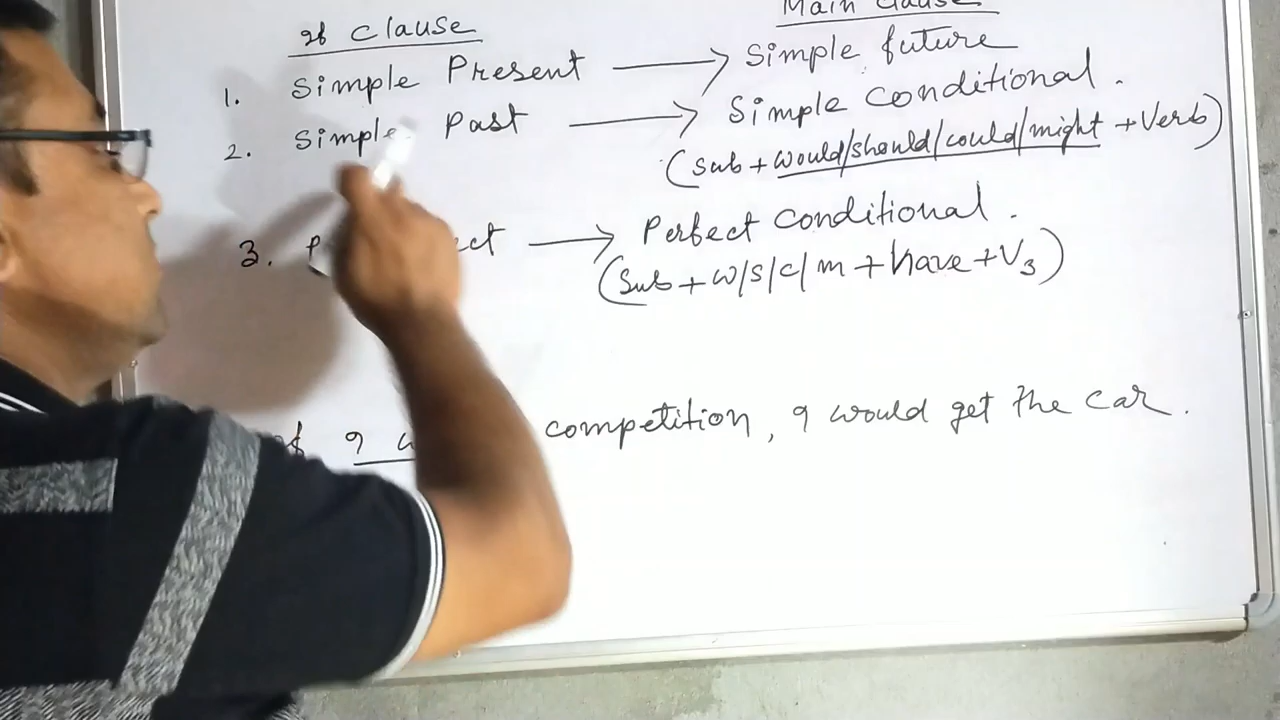 If Clause Main Clause
1. Simple Present → Simple future
2. Simple Past → Simple Conditional.
(Sub + would/should/could/might + Verb)
3. → Perfect Conditional.
(Sub + w/s/c/m + have + V3)
If I competition, I would get the car.